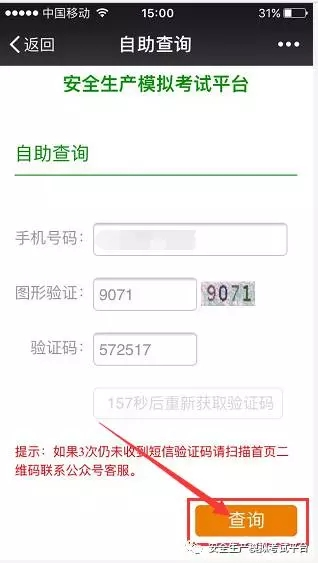 中国移动 15:00 31%
返回 自助查询
安全生产模拟考试平台
自助查询
手机号码：
图形验证： 9071 9071
验证码： 572517
157秒后重新获取验证码
提示：如果3次仍未收到短信验证码请扫描首页二
维码联系公众号客服。
查询
安全生产模拟考试平台